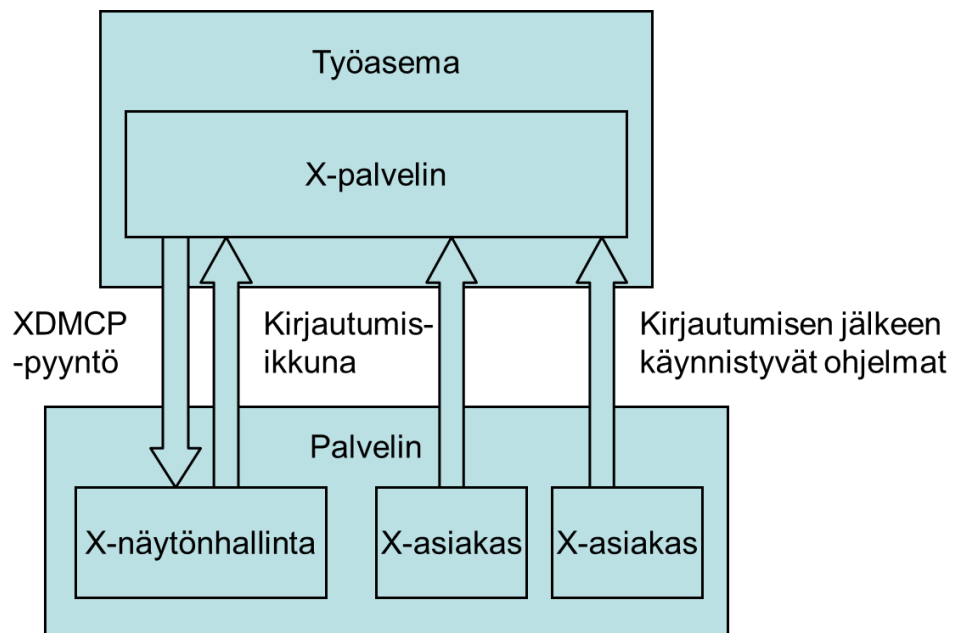 Työasema
X-palvelin
XDMCP
-pyyntö
Kirjautumis-
ikkuna
Kirjautumisen jälkeen
käynnistyvät ohjelmat
Palvelin
X-näytönhallinta
X-asiakas
X-asiakas